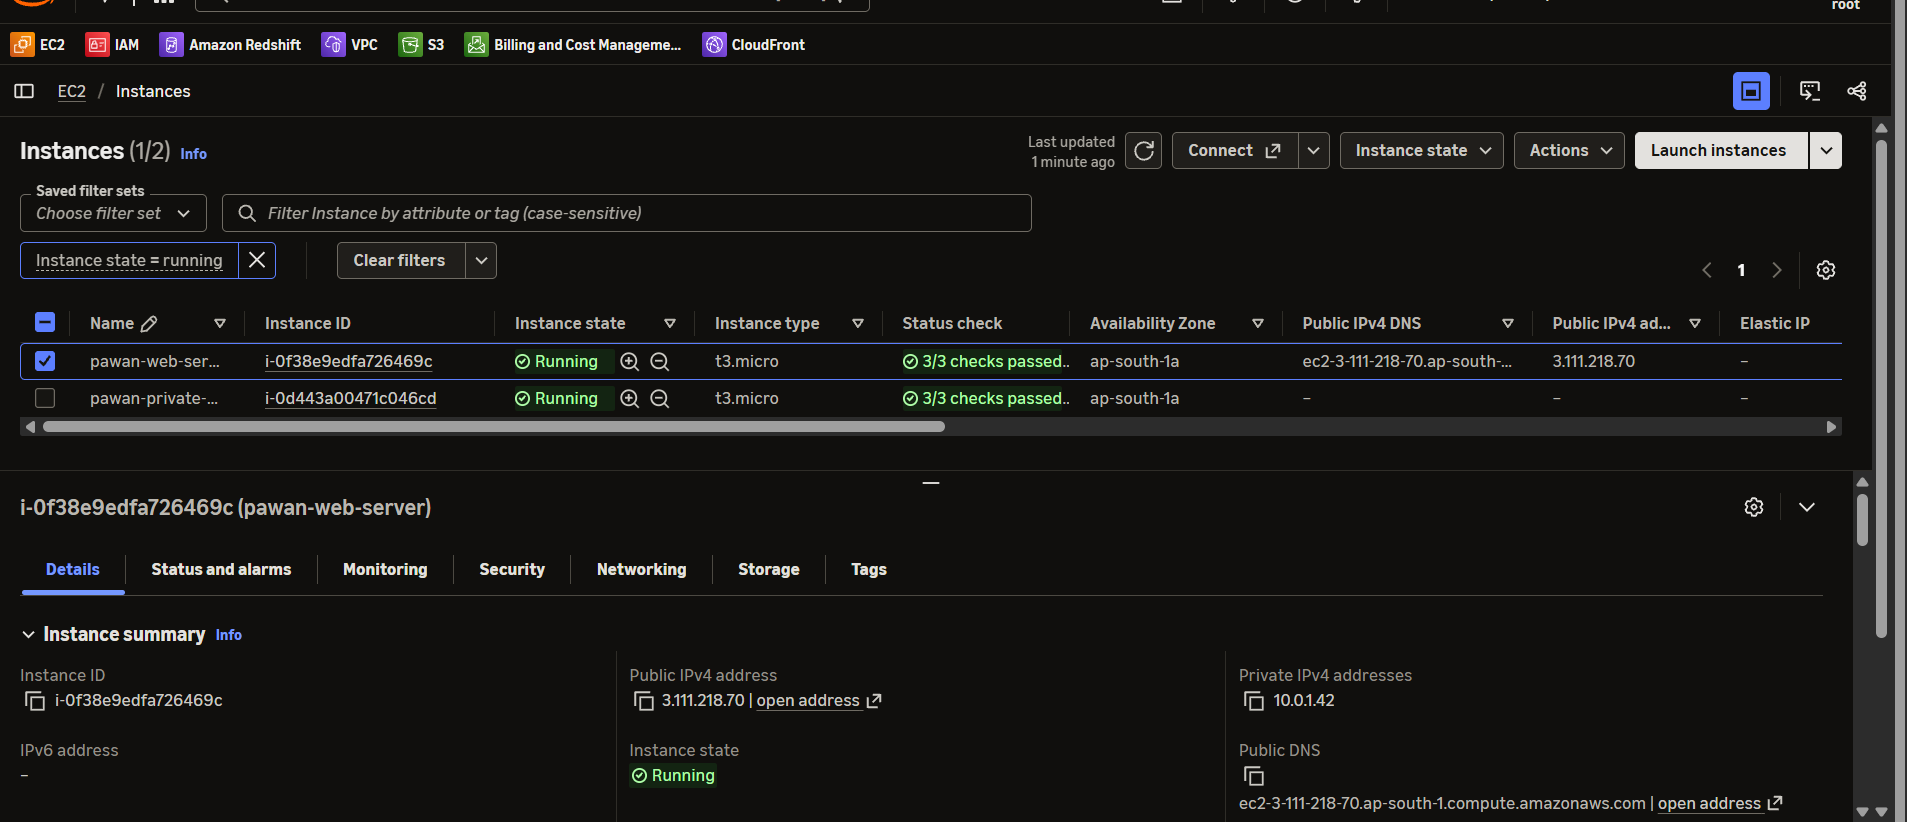 root
EC2 IAM Amazon Redshift VPC S3 Billing and Cost Manageme... CloudFront
EC2 / Instances
Instances (1/2) Info
Last updated
1 minute ago
Connect Instance state Actions Launch instances
Saved filter sets
Choose filter set
Filter Instance by attribute or tag (case-sensitive)
Instance state = running
Clear filters
1
Name Instance ID Instance state Instance type Status check Availability Zone Public IPv4 DNS Public IPv4 ad... Elastic IP
pawan-web-ser... i-0f38e9edfa726469c Running t3.micro 3/3 checks passed.. ap-south-1a ec2-3-111-218-70.ap-south-... 3.111.218.70 –
pawan-private-... i-0d443a00471c046cd Running t3.micro 3/3 checks passed.. ap-south-1a – – –
i-0f38e9edfa726469c (pawan-web-server)
Details Status and alarms Monitoring Security Networking Storage Tags
Instance summary Info
Instance ID
i-0f38e9edfa726469c
Public IPv4 address
3.111.218.70 | open address
Private IPv4 addresses
10.0.1.42
IPv6 address
–
Instance state
Running
Public DNS
ec2-3-111-218-70.ap-south-1.compute.amazonaws.com | open address